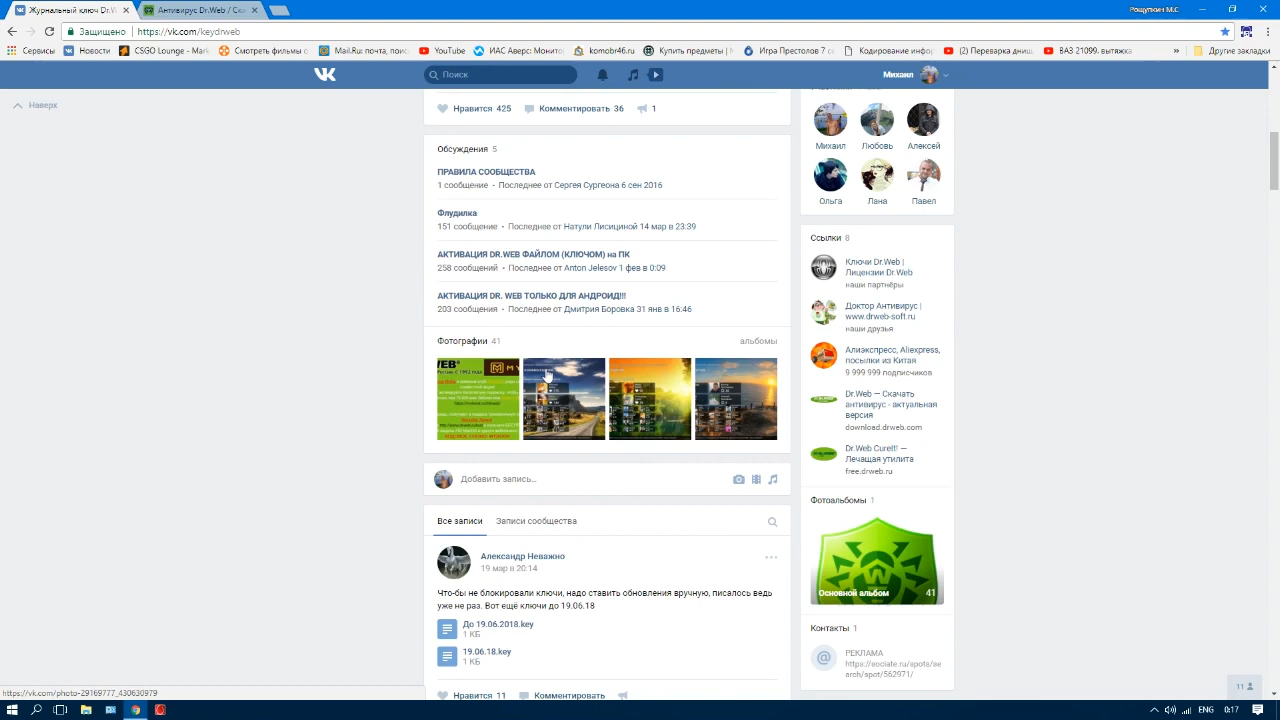 Журнальный ключ Dr.We
Антивирус Dr.Web / Ска
Рощупкин М.С
Защищено
https://vk.com/keydrweb
Сервисы
Новости
CSGO Lounge - Mark
Смотреть фильмы о
Mail.Ru: почта, поис
YouTube
ИАС Аверс Монитор
komobr46.ru
Купить предметы | М
Игра Престолов 7 се
Кодирование инфор
(1) Переварка днищ
ВАЗ 21099. вытяжка
»
Другие закладки
Поиск
Михаил
Наверх
Нравится 425
Комментировать 36
1
Обсуждения 5
ПРАВИЛА СООБЩЕСТВА
1 сообщение • Последнее от Сергея Сургеона 6 сен 2016
Флудилка
151 сообщение • Последнее от Натули Лисициной 14 мар в 23:39
АКТИВАЦИЯ DR.WEB ФАЙЛОМ (КЛЮЧОМ) на ПК
258 сообщений • Последнее от Anton Jelesov 1 фев в 0:09
АКТИВАЦИЯ DR. WEB ТОЛЬКО ДЛЯ АНДРОИД!!!
203 сообщения • Последнее от Дмитрия Боровка 31 янв в 16:46
Фотографии 41
альбомы
Добавить запись...
Все записи
Записи сообщества
Александр Неважно
19 мар в 20:14
Что-бы не блокировали ключи, надо ставить обновления вручную, писалось ведь
уже не раз. Вот ещё ключи до 19.06.18
До 19.06.2018.key
1 КБ
19.06.18.key
1 КБ
Нравится 11
Комментировать
Михаил
Любовь
Алексей
Ольга
Лана
Павел
Ссылки 8
Ключи Dr.Web |
Лицензии Dr.Web
наши партнёры
Доктор Антивирус |
www.drweb-soft.ru
наши друзья
Алиэкспресс, Aliexpress,
посылки из Китая
9 999 999 подписчиков
Dr.Web — Скачать
антивирус - актуальная
версия
download.drweb.com
Dr.Web CureIt! —
Лечащая утилита
free.drweb.ru
Фотоальбомы 1
Основной альбом
41
Контакты 1
РЕКЛАМА
https://sociate.ru/spots/se
arch/spot/562971/
11
https://vk.com/photo-29169777_430630979
ENG
0:17